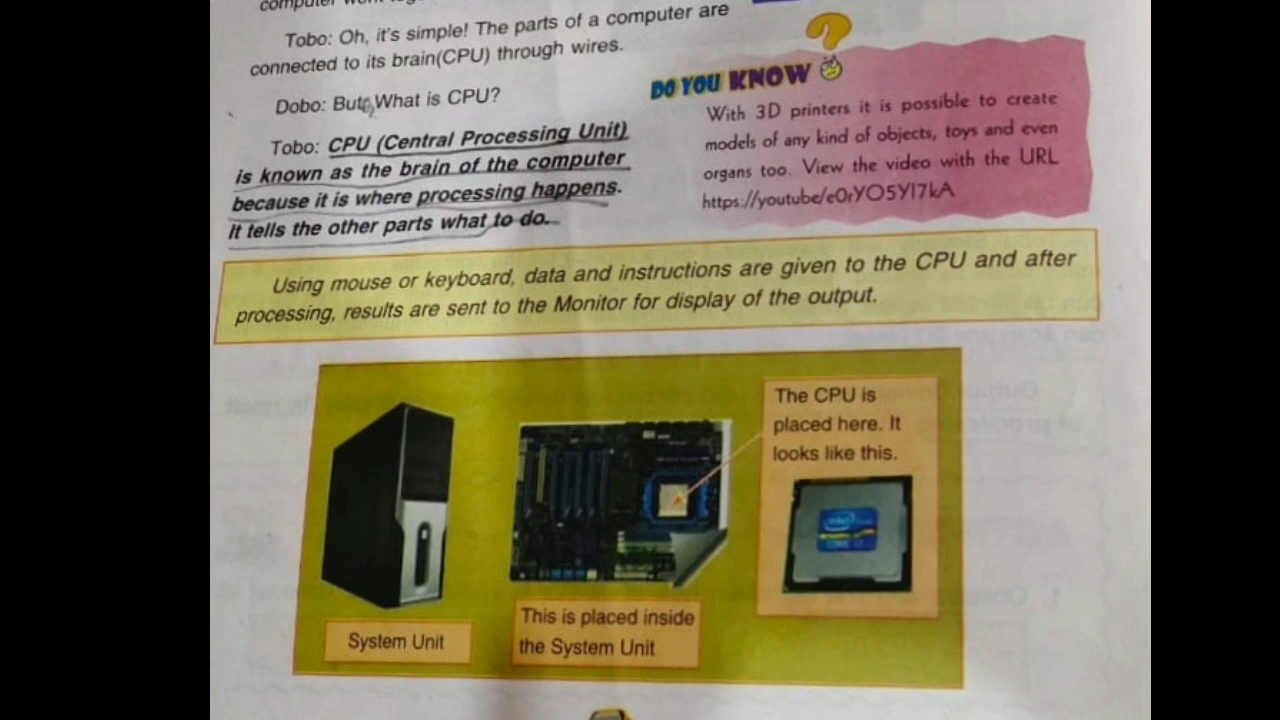 computer work
Tobo: Oh, it's simple! The parts of a computer are
connected to its brain(CPU) through wires.
Dobo: But, What is CPU?
Tobo: CPU (Central Processing Unit)
is known as the brain of the computer
because it is where processing happens.
It tells the other parts what to do.
DO YOU KNOW ?
With 3D printers it is possible to create
models of any kind of objects, toys and even
organs too. View the video with the URL
https://youtube/e0rYO5Yl7kA
Using mouse or keyboard, data and instructions are given to the CPU and after
processing, results are sent to the Monitor for display of the output.
The CPU is
placed here. It
looks like this.
intel
CORE i7
System Unit
This is placed inside
the System Unit